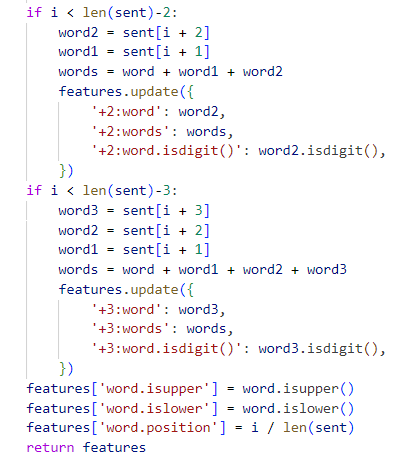 if i < len(sent)-2:
    word2 = sent[i + 2]
    word1 = sent[i + 1]
    words = word + word1 + word2
    features.update({
        '+2:word': word2,
        '+2:words': words,
        '+2:word.isdigit()': word2.isdigit(),
    })
if i < len(sent)-3:
    word3 = sent[i + 3]
    word2 = sent[i + 2]
    word1 = sent[i + 1]
    words = word + word1 + word2 + word3
    features.update({
        '+3:word': word3,
        '+3:words': words,
        '+3:word.isdigit()': word3.isdigit(),
    })
features['word.isupper'] = word.isupper()
features['word.islower'] = word.islower()
features['word.position'] = i / len(sent)
return features